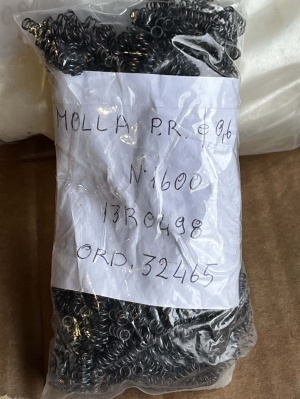 MOLLA P.R. ø 9,6
N. 1600
13R0498
ORD. 32465